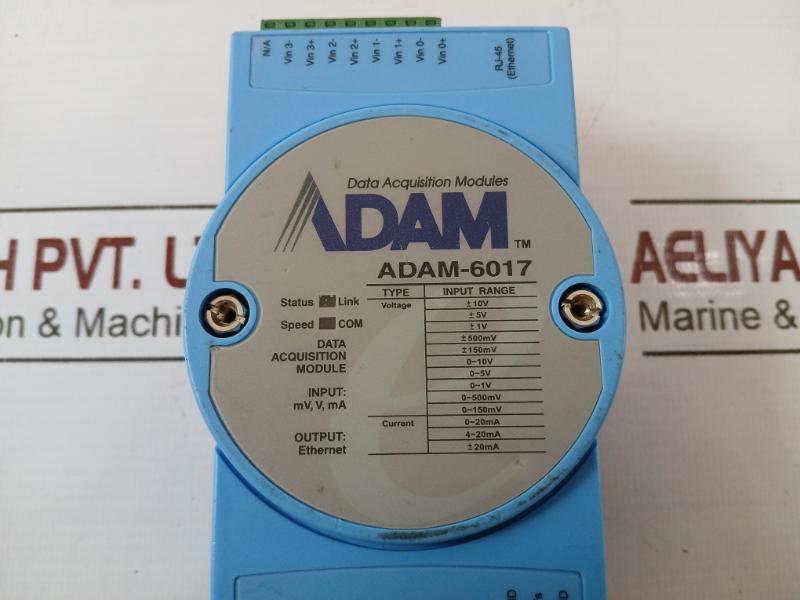 N/A Vin 3- Vin 3+ Vin 2- Vin 2+ Vin 1- Vin 1+ Vin 0- Vin 0+
RJ-45
(Ethernet)
Data Acquisition Modules
ADAM™
ADAM-6017
Status Link
Speed COM
DATA
ACQUISITION
MODULE
INPUT:
mV, V, mA
OUTPUT:
Ethernet
TYPE INPUT RANGE
Voltage ±10V
±5V
±1V
±500mV
±150mV
0~10V
0~5V
0~1V
0~500mV
0~150mV
Current 0~20mA
4~20mA
±20mA
H PVT.
on & Machi
AELIYA
Marine &